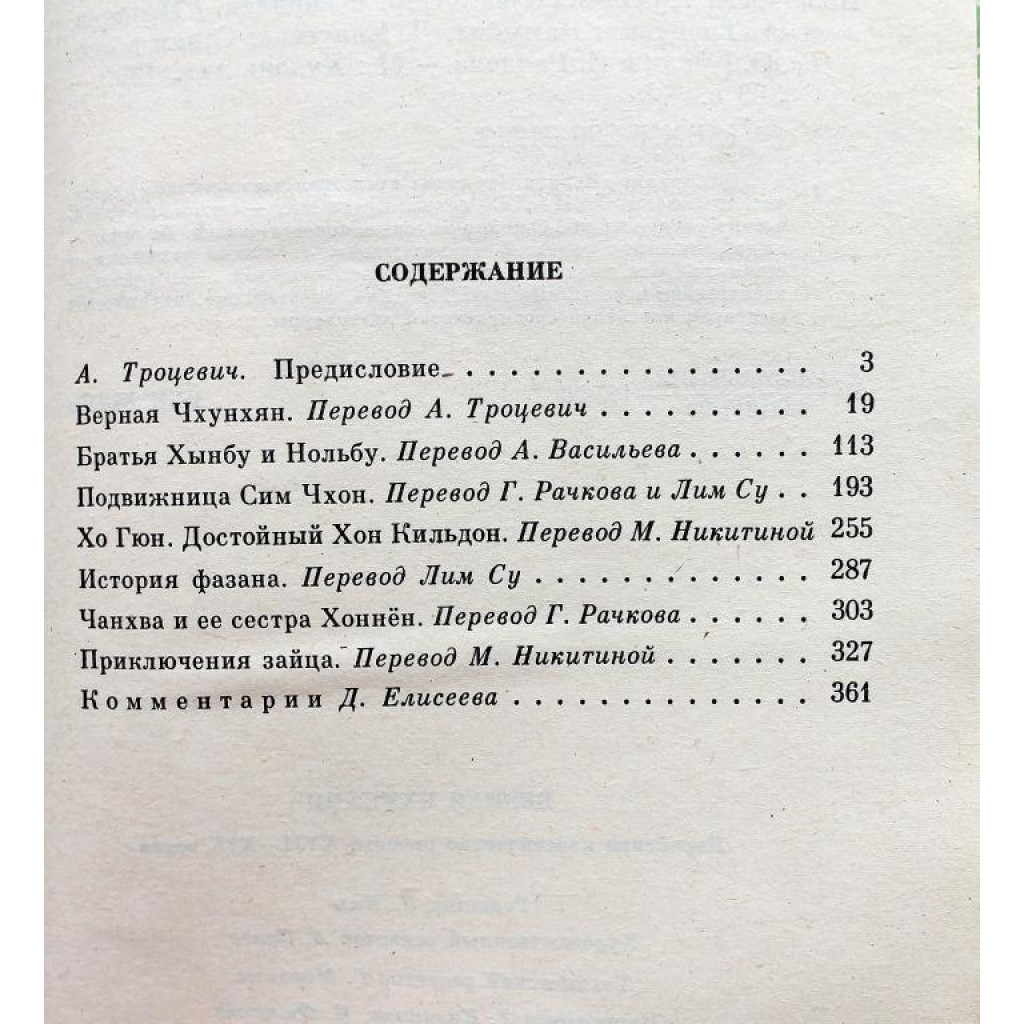 СОДЕРЖАНИЕ
А. Троцевич. Предисловие . . . . . . . . . . . . . . . . 3
Верная Чхунхян. Перевод А. Троцевич . . . . . . . . . . 19
Братья Хынбу и Нольбу. Перевод А. Васильева . . . . . . 113
Подвижница Сим Чхон. Перевод Г. Рачкова и Лим Су . . 193
Хо Гюн. Достойный Хон Кильдон. Перевод М. Никитиной 255
История фазана. Перевод Лим Су . . . . . . . . . . . . . 287
Чанхва и ее сестра Хоннён. Перевод Г. Рачкова . . . . . . 303
Приключения зайца. Перевод М. Никитиной . . . . . . . 327
Комментарии Д. Елисеева . . . . . . . . . . . . . . 361